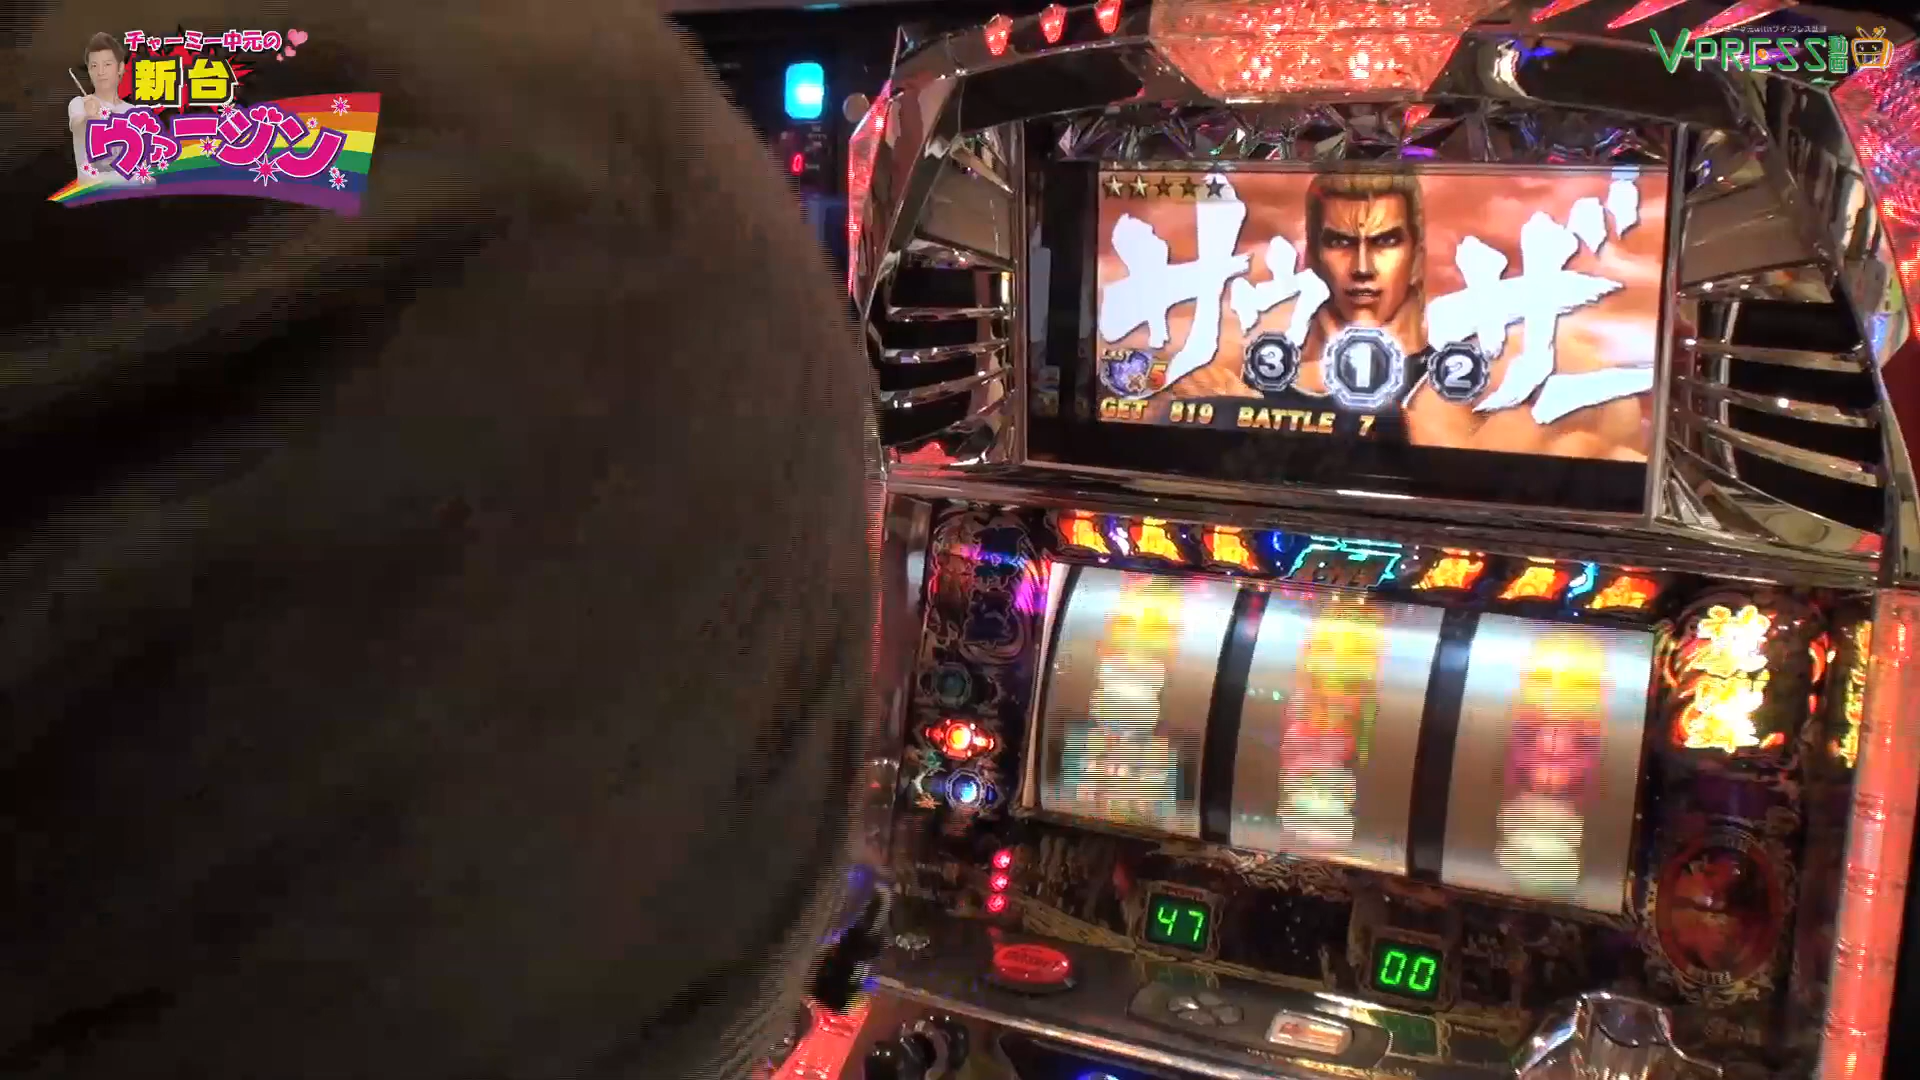 チャーミー中元の
新台
ヴァージン
V-PRESS動画
サウザー
3 1 2
5
GET 819 BATTLE 7
47
00